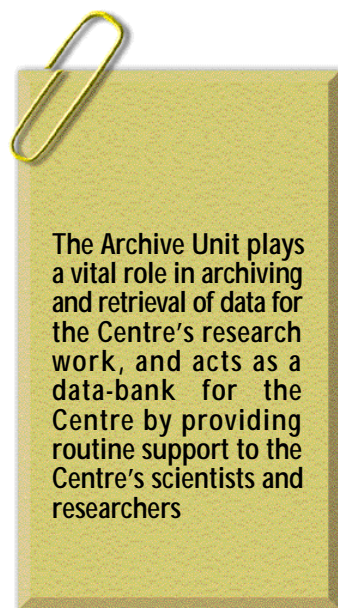 The Archive Unit plays
a vital role in archiving
and retrieval of data for
the Centre's research
work, and acts as a
data-bank for the
Centre by providing
routine support to the
Centre's scientists and
researchers